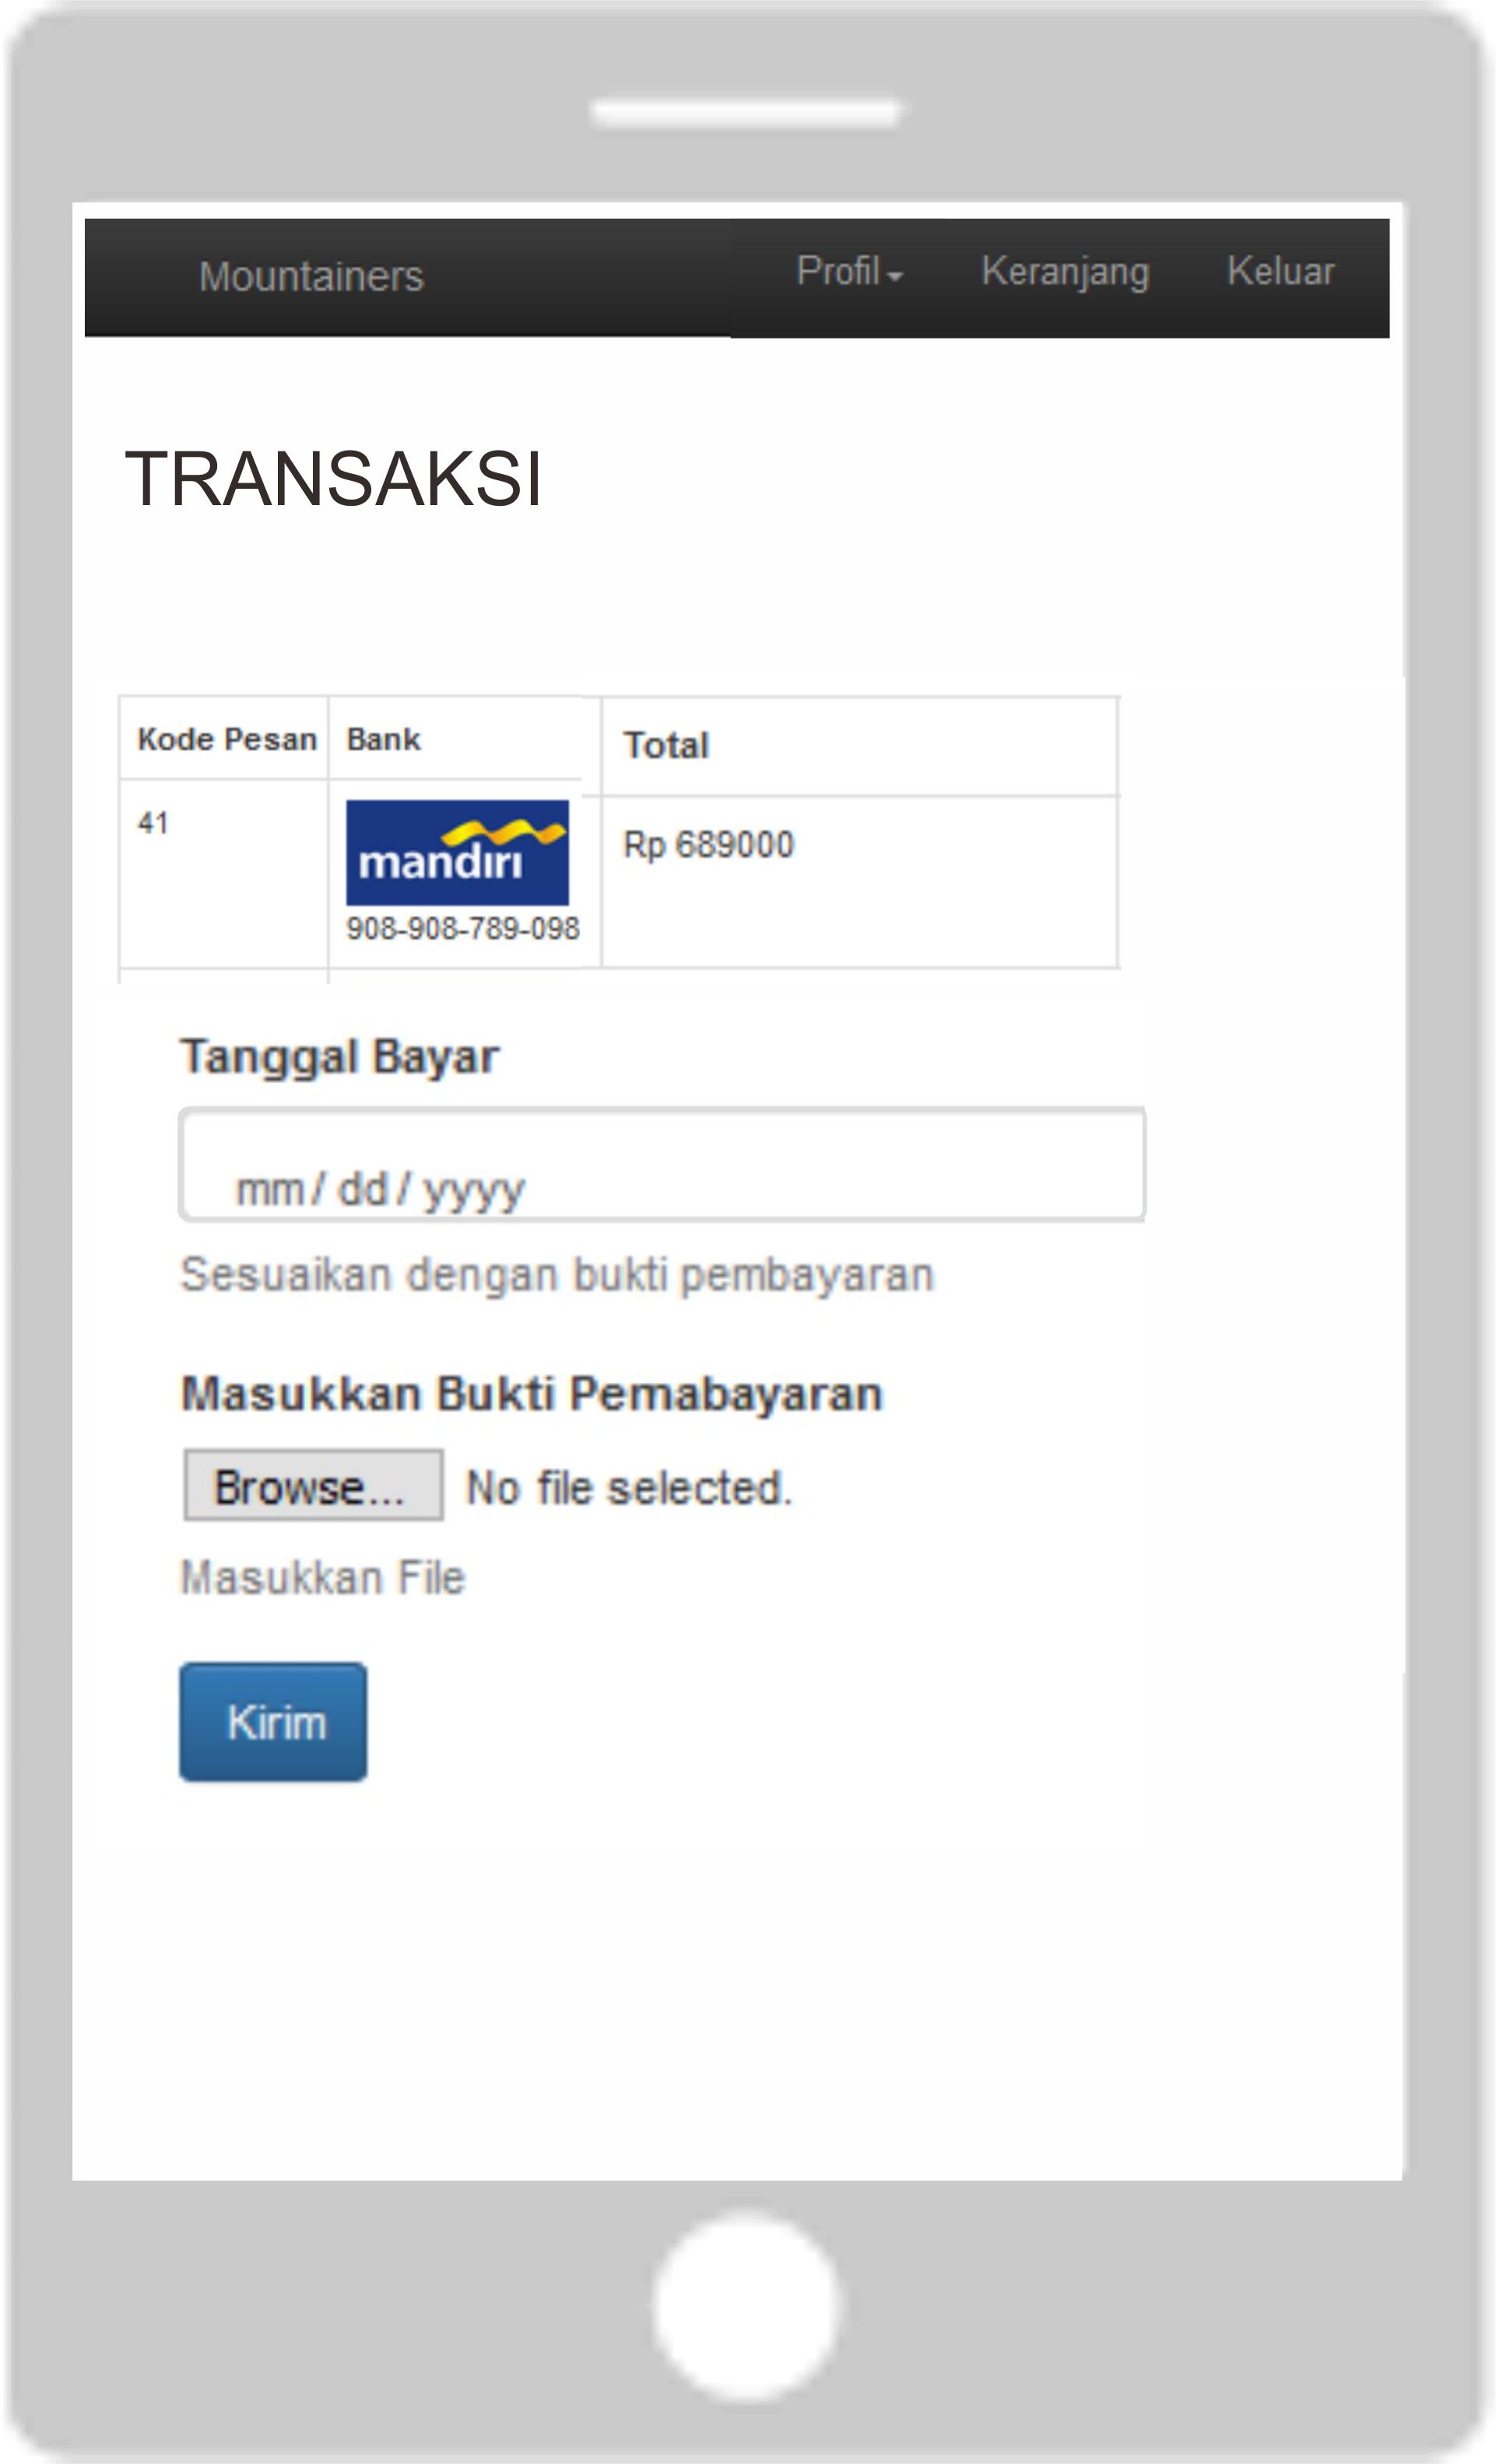 Mountainers Profil Keranjang Keluar
TRANSAKSI
Kode Pesan Bank Total
41 mandiri Rp 689000
908-908-789-098
Tanggal Bayar
mm / dd / yyyy
Sesuaikan dengan bukti pembayaran
Masukkan Bukti Pemabayaran
Browse... No file selected.
Masukkan File
Kirim